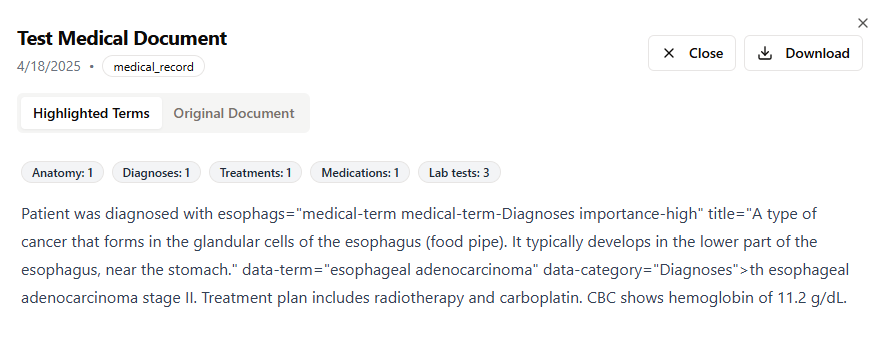 Test Medical Document
Close
Download
4/18/2025 • medical_record
Highlighted Terms
Original Document
Anatomy: 1
Diagnoses: 1
Treatments: 1
Medications: 1
Lab tests: 3
Patient was diagnosed with esophags="medical-term medical-term-Diagnoses importance-high" title="A type of
cancer that forms in the glandular cells of the esophagus (food pipe). It typically develops in the lower part of the
esophagus, near the stomach." data-term="esophageal adenocarcinoma" data-category="Diagnoses">th esophageal
adenocarcinoma stage II. Treatment plan includes radiotherapy and carboplatin. CBC shows hemoglobin of 11.2 g/dL.